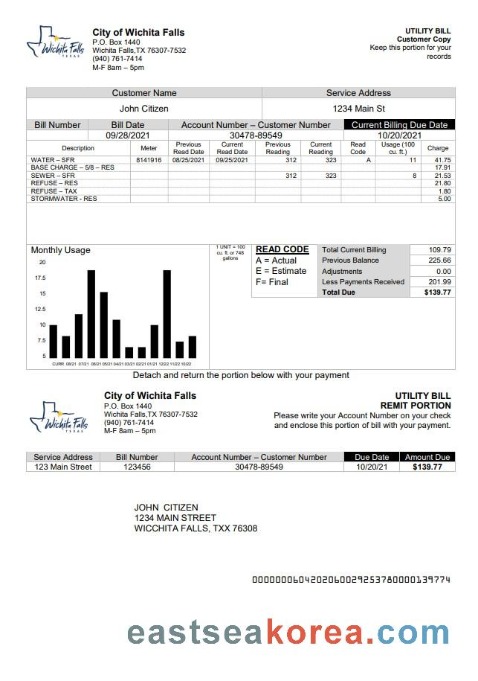 City of Wichita Falls
P.O. Box 1440
Wichita Falls,TX 76307-7532
(940) 761-7414
M-F 8am – 5pm
Wichita Falls
TEXAS
UTILITY BILL
Customer Copy
Keep this portion for your
records
Customer Name Service Address
John Citizen 1234 Main St
Bill Number Bill Date Account Number – Customer Number Current Billing Due Date
09/28/2021 30478-89549 10/20/2021
Description Meter Previous Read Date Current Read Date Previous Reading Current Reading Read Code Usage (100 cu. ft.) Charge
WATER – SFR 8141916 08/25/2021 09/25/2021 312 323 A 11 41.75
BASE CHARGE – 5/8 – RES 17.91
SEWER – SFR 312 323 8 21.53
REFUSE – RES 21.80
REFUSE – TAX 1.80
STORMWATER - RES 5.00
Monthly Usage
20
17.5
15
12.5
10
7.5
5
1 UNIT = 100
cu. ft. or 748
gallons
READ CODE
A = Actual
E = Estimate
F= Final
Total Current Billing 109.79
Previous Balance 225.66
Adjustments 0.00
Less Payments Received 201.99
Total Due $139.77
Detach and return the portion below with your payment
City of Wichita Falls
P.O. Box 1440
Wichita Falls,TX 76307-7532
(940) 761-7414
M-F 8am – 5pm
Wichita Falls
TEXAS
UTILITY BILL
REMIT PORTION
Please write your Account Number on your check
and enclose this portion of bill with your payment.
Service Address Bill Number Account Number – Customer Number Due Date Amount Due
123 Main Street 123456 30478-89549 10/20/21 $139.77
JOHN CITIZEN
1234 MAIN STREET
WICCHITA FALLS, TXX 76308
eastseakorea.com